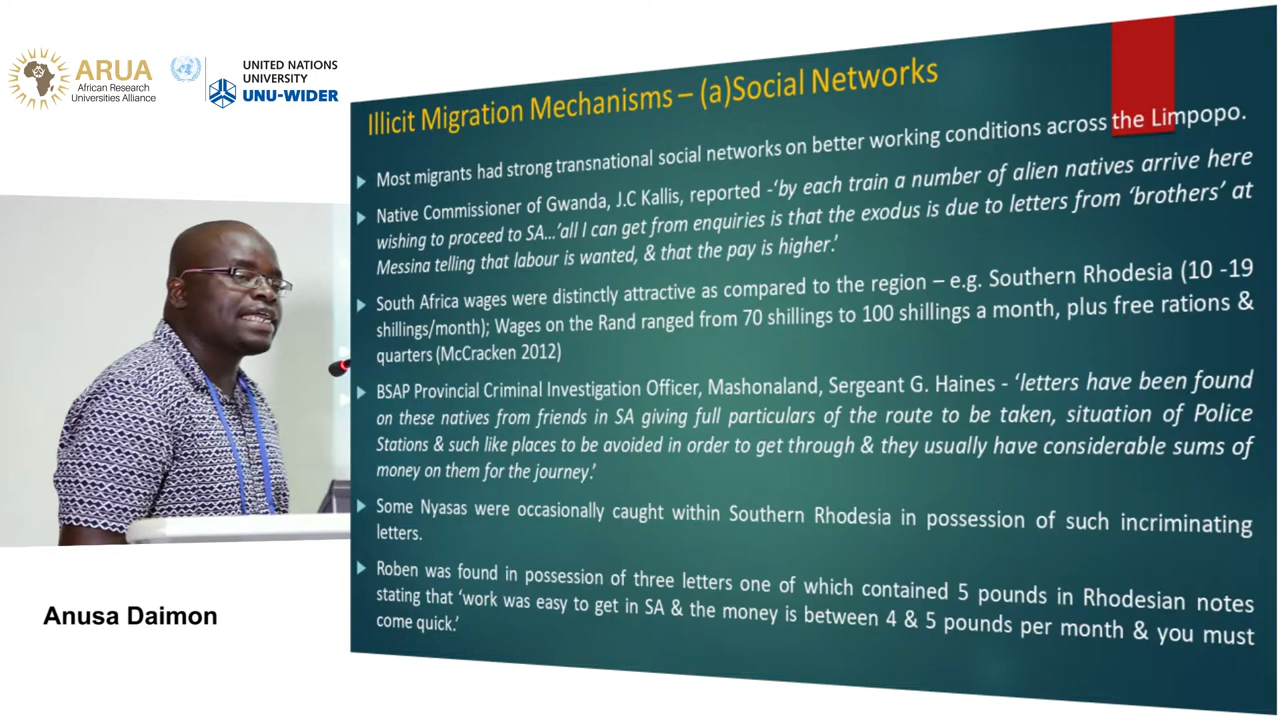 ARUA
African Research
Universities Alliance
UNITED NATIONS
UNIVERSITY
UNU-WIDER
Illicit Migration Mechanisms – (a)Social Networks
Most migrants had strong transnational social networks on better working conditions across the Limpopo.
Native Commissioner of Gwanda, J.C Kallis, reported -‘by each train a number of alien natives arrive here
wishing to proceed to SA…‘all I can get from enquiries is that the exodus is due to letters from ‘brothers’ at
Messina telling that labour is wanted, & that the pay is higher.’
South Africa wages were distinctly attractive as compared to the region – e.g. Southern Rhodesia (10 -19
shillings/month); Wages on the Rand ranged from 70 shillings to 100 shillings a month, plus free rations &
quarters (McCracken 2012)
BSAP Provincial Criminal Investigation Officer, Mashonaland, Sergeant G. Haines - ‘letters have been found
on these natives from friends in SA giving full particulars of the route to be taken, situation of Police
Stations & such like places to be avoided in order to get through & they usually have considerable sums of
money on them for the journey.’
Some Nyasas were occasionally caught within Southern Rhodesia in possession of such incriminating
letters.
Roben was found in possession of three letters one of which contained 5 pounds in Rhodesian notes
stating that ‘work was easy to get in SA & the money is between 4 & 5 pounds per month & you must
come quick.’
Anusa Daimon